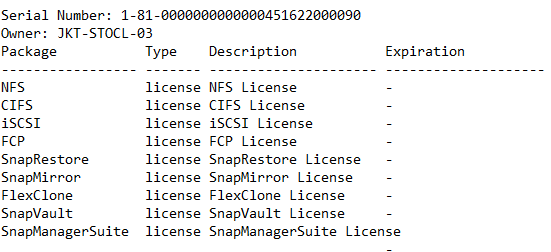 Serial Number: 1-81-0000000000000451622000090
Owner: JKT-STOCL-03
Package          Type    Description           Expiration
---------------- ------- --------------------- --------------------
NFS              license NFS License           -
CIFS             license CIFS License          -
iSCSI            license iSCSI License         -
FCP              license FCP License           -
SnapRestore      license SnapRestore License   -
SnapMirror       license SnapMirror License    -
FlexClone        license FlexClone License     -
SnapVault        license SnapVault License     -
SnapManagerSuite license SnapManagerSuite License
                                               -